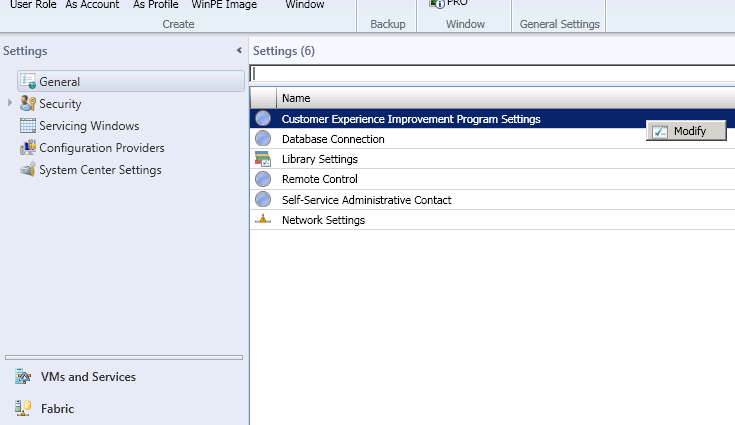 User Role As Account As Profile WinPE Image Window PRO
Create Backup Window General Settings
Settings
General
Security
Servicing Windows
Configuration Providers
System Center Settings
VMs and Services
Fabric
Settings (6)
Name
Customer Experience Improvement Program Settings
Modify
Database Connection
Library Settings
Remote Control
Self-Service Administrative Contact
Network Settings